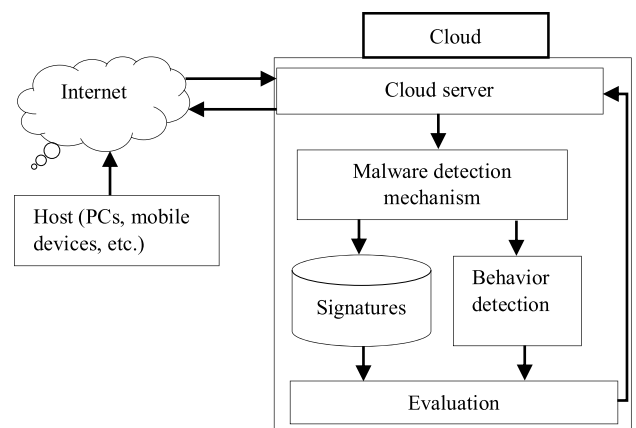 Cloud
Internet
Cloud server
Malware detection
mechanism
Host (PCs, mobile
devices, etc.)
Signatures
Behavior
detection
Evaluation